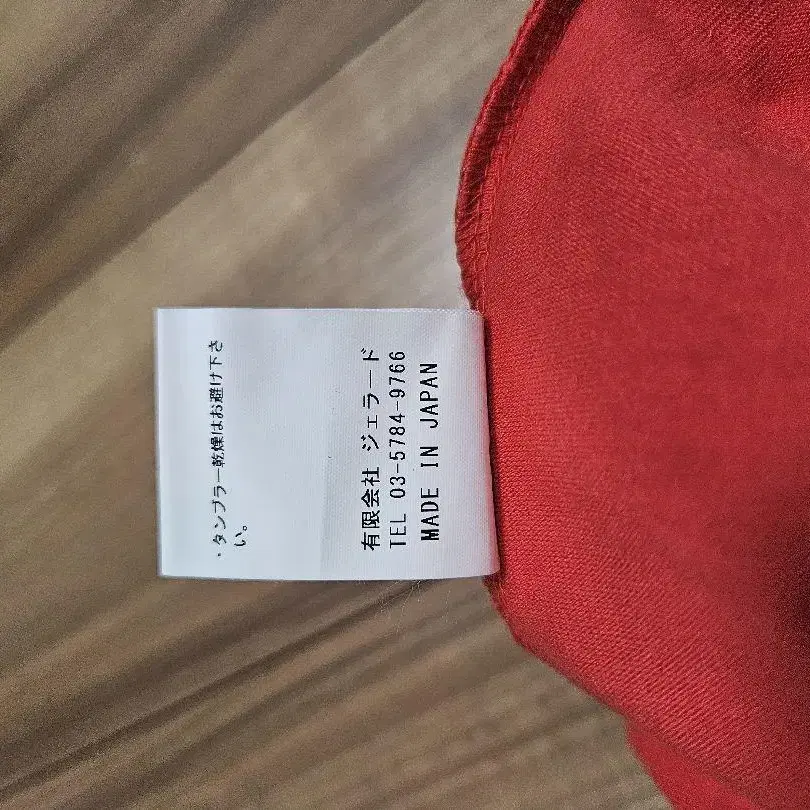 ・タンブラー乾燥はお避け下さ
い。
有限会社 ジェラード
TEL 03-5784-9766
MADE IN JAPAN